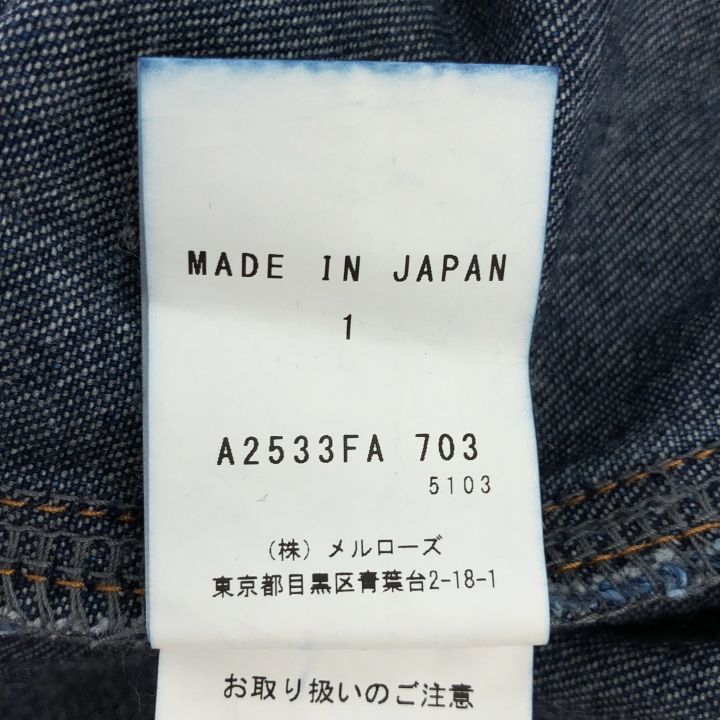 MADE IN JAPAN
1
A2533FA 703
5103
(株) メルローズ
東京都目黒区青葉台2-18-1
お取り扱いのご注意